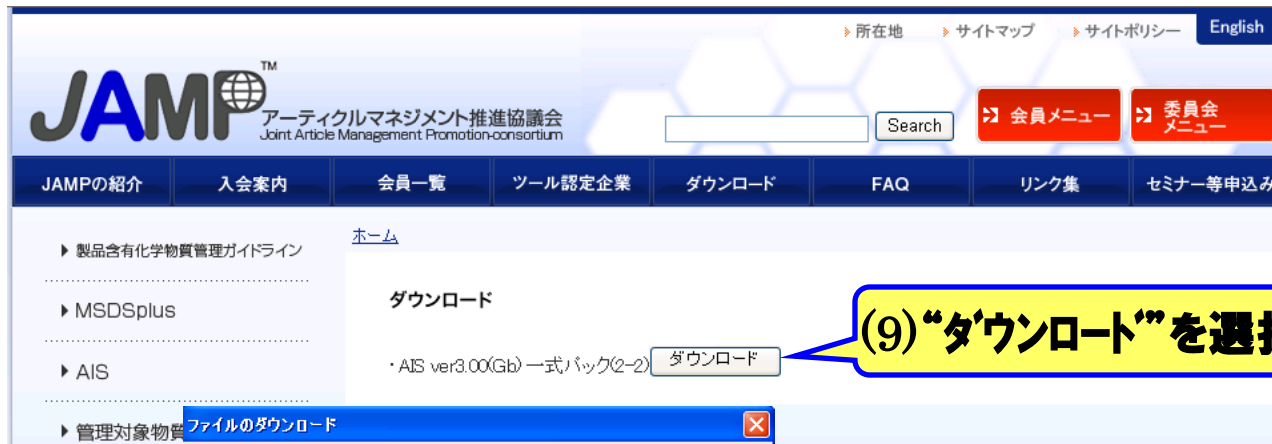 所在地 サイトマップ サイトポリシー English
JAMP TM
アーティクルマネジメント推進協議会
Joint Article Management Promotion-consortium
Search 会員メニュー 委員会
メニュー
JAMPの紹介 入会案内 会員一覧 ツール認定企業 ダウンロード FAQ リンク集 セミナー等申込み
ホーム
製品含有化学物質管理ガイドライン
MSDSplus
AIS
管理対象物質
ダウンロード
・AIS ver3.00(Gb) 一式パック(2-2) ダウンロード
(9)“ダウンロード”を選択
ファイルのダウンロード